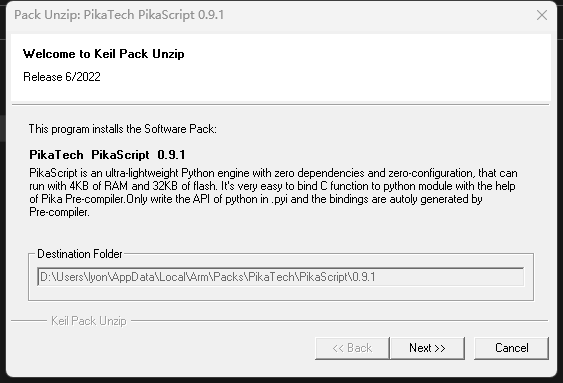 Pack Unzip: PikaTech PikaScript 0.9.1
Welcome to Keil Pack Unzip
Release 6/2022
This program installs the Software Pack:
PikaTech PikaScript 0.9.1
PikaScript is an ultra-lightweight Python engine with zero dependencies and zero-configuration, that can
run with 4KB of RAM and 32KB of flash. It's very easy to bind C function to python module with the help
of Pika Pre-compiler.Only write the API of python in .pyi and the bindings are autoly generated by
Pre-compiler.
Destination Folder
D:\Users\lyon\AppData\Local\Arm\Packs\PikaTech\PikaScript\0.9.1
Keil Pack Unzip
<< Back Next >> Cancel